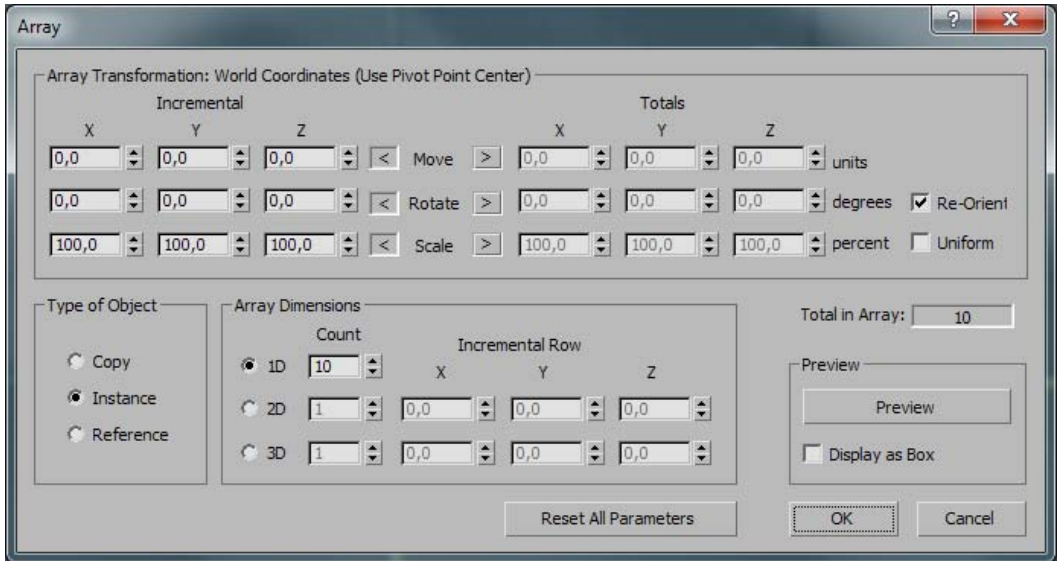 Array
?
X
Array Transformation: World Coordinates (Use Pivot Point Center)
Incremental Totals
X Y Z X Y Z
0,0 0,0 0,0 < Move > 0,0 0,0 0,0 units
0,0 0,0 0,0 < Rotate > 0,0 0,0 0,0 degrees Re-Orient
100,0 100,0 100,0 < Scale > 100,0 100,0 100,0 percent Uniform
Type of Object
Copy
Instance
Reference
Array Dimensions
Count
Incremental Row
1D 10 X Y Z
2D 1 0,0 0,0 0,0
3D 1 0,0 0,0 0,0
Total in Array: 10
Preview
Preview
Display as Box
Reset All Parameters OK Cancel